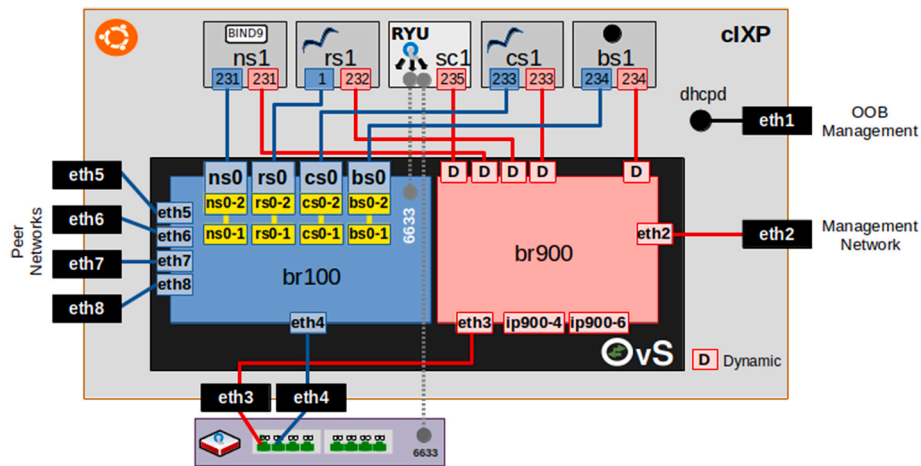 cIXP
BIND9
ns1
231
231
rs1
1
232
RYU
sc1
235
cs1
233
233
bs1
234
234
dhcpd
eth1
OOB
Management
eth5
eth6
eth7
eth8
Peer
Networks
ns0
rs0
cs0
bs0
ns0-2
rs0-2
cs0-2
bs0-2
ns0-1
rs0-1
cs0-1
bs0-1
6633
eth5
eth6
eth7
eth8
br100
eth4
D
D
D
D
D
br900
eth2
eth3
ip900-4
ip900-6
eth2
Management
Network
OvS
D
Dynamic
eth3
eth4
6633